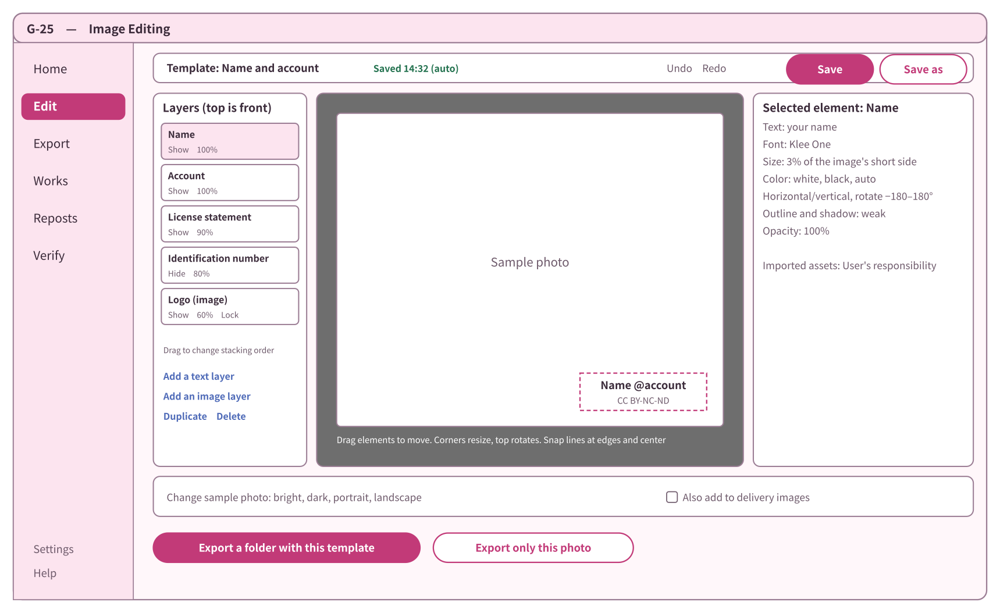 G-25 — Image Editing
Home
Edit
Export
Works
Reposts
Verify
Settings
Help
Template: Name and account
Saved 14:32 (auto)
Undo Redo
Save
Save as
Layers (top is front)
Name
Show 100%
Account
Show 100%
License statement
Show 90%
Identification number
Hide 80%
Logo (image)
Show 60% Lock
Drag to change stacking order
Add a text layer
Add an image layer
Duplicate Delete
Sample photo
Name @account
CC BY-NC-ND
Drag elements to move. Corners resize, top rotates. Snap lines at edges and center
Selected element: Name
Text: your name
Font: Klee One
Size: 3% of the image's short side
Color: white, black, auto
Horizontal/vertical, rotate −180–180°
Outline and shadow: weak
Opacity: 100%
Imported assets: User's responsibility
Change sample photo: bright, dark, portrait, landscape
Also add to delivery images
Export a folder with this template
Export only this photo